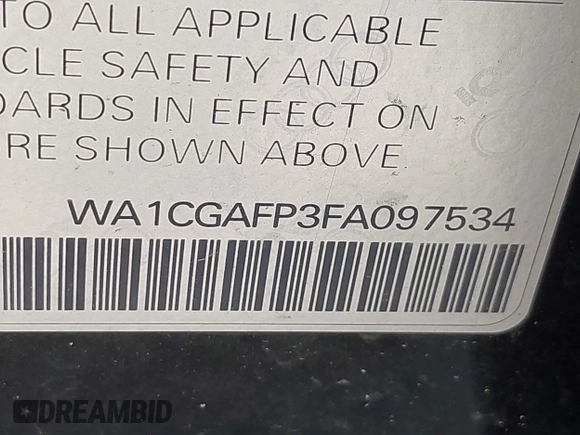 TO ALL APPLICABLE
CLE SAFETY AND
DARDS IN EFFECT ON
RE SHOWN ABOVE.
WA1CGAFP3FA097534
DREAMBID